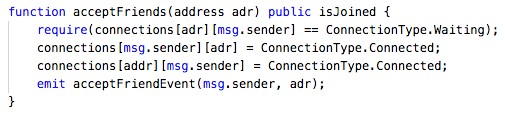 function acceptFriends(address adr) public isJoined {
require(connections[adr][msg.sender] == ConnectionType.Waiting);
connections[msg.sender][adr] = ConnectionType.Connected;
connections[addr][msg.sender] = ConnectionType.Connected;
emit acceptFriendEvent(msg.sender, adr);
}